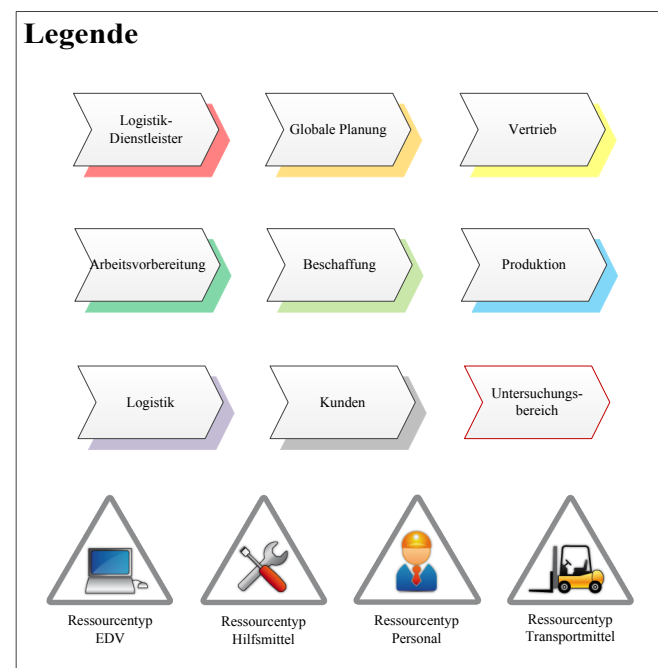 Legende
Logistik-
Dienstleister
Globale Planung
Vertrieb
Arbeitsvorbereitung
Beschaffung
Produktion
Logistik
Kunden
Untersuchungs-
bereich
Ressourcentyp
EDV
Ressourcentyp
Hilfsmittel
Ressourcentyp
Personal
Ressourcentyp
Transportmittel